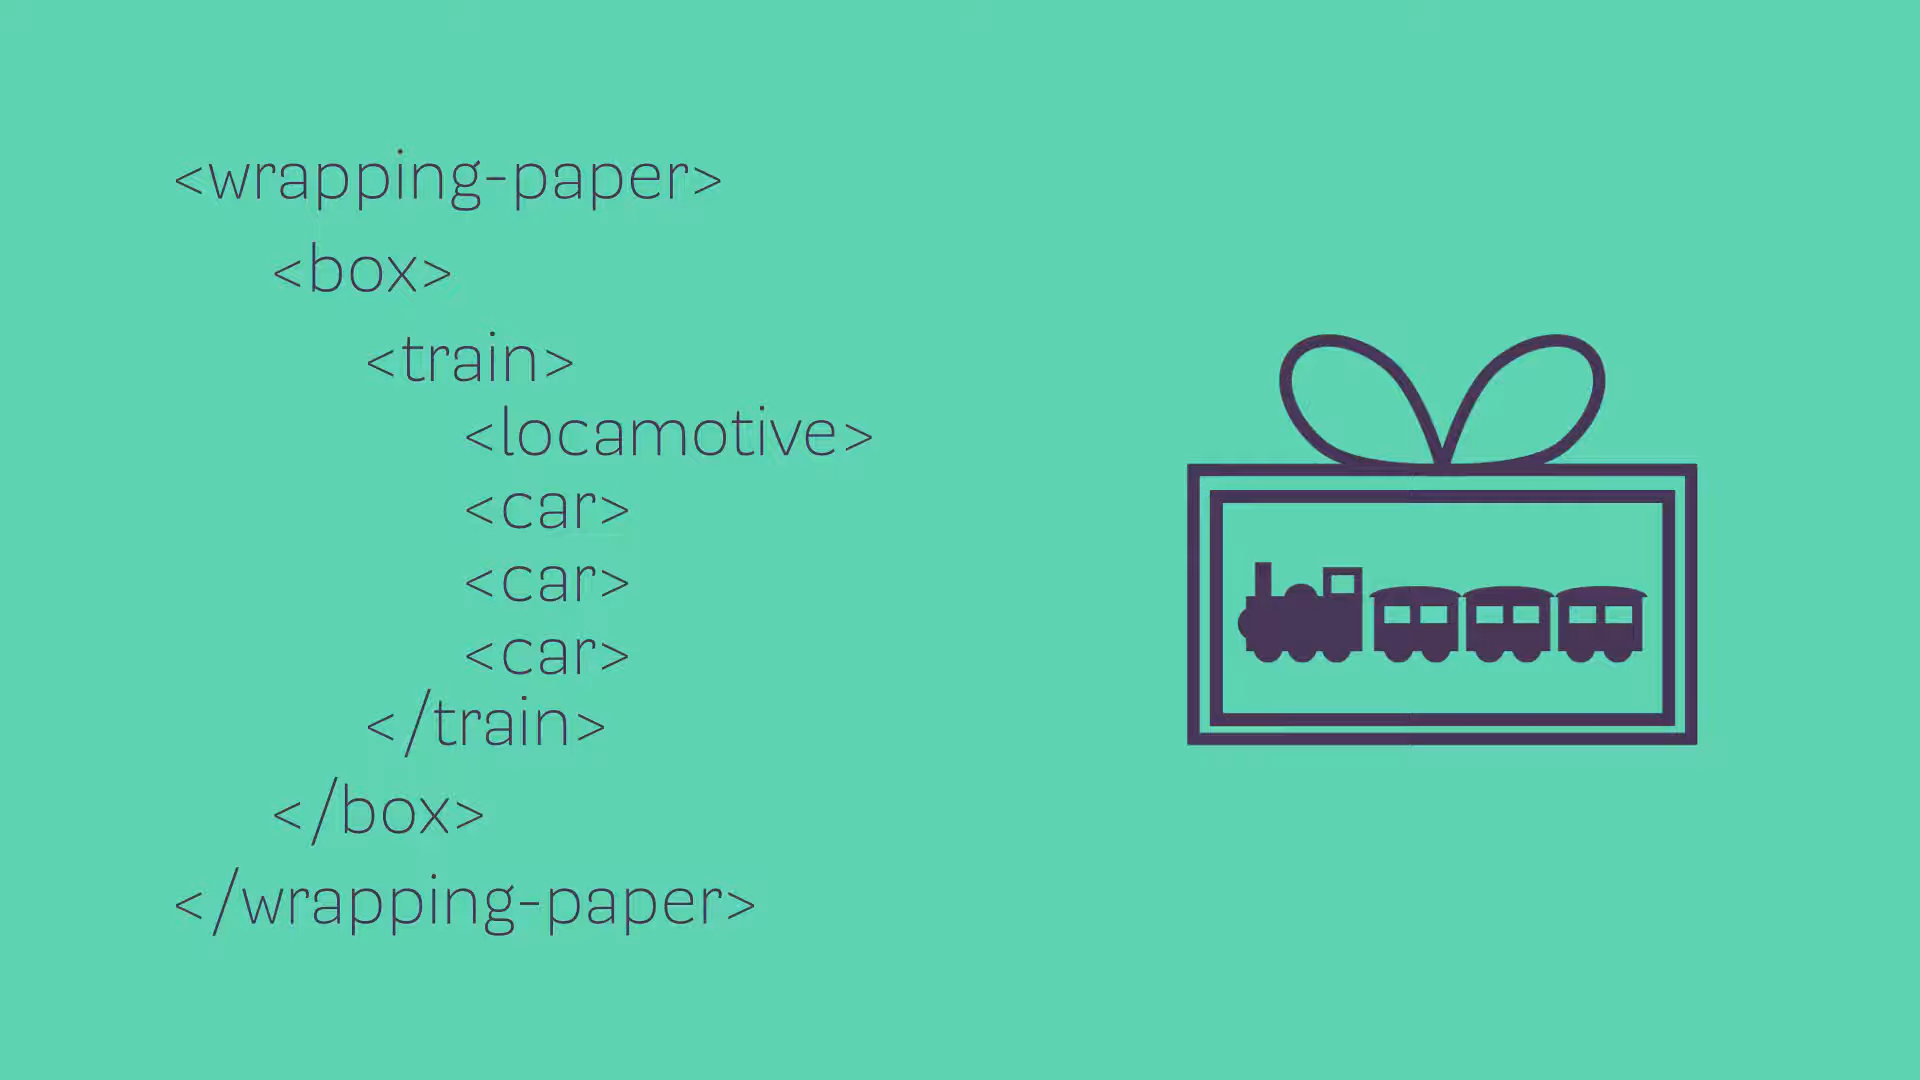 <wrapping-paper>
<box>
<train>
<locamotive>
<car>
<car>
<car>
</train>
</box>
</wrapping-paper>